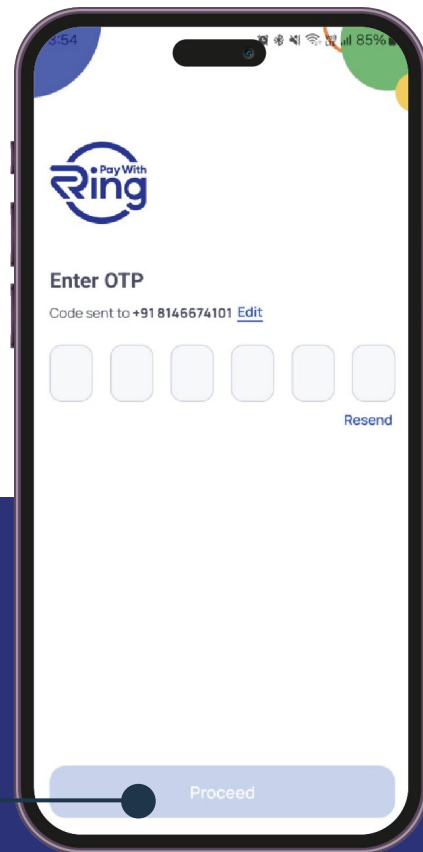 3:54 85%
Pay With
Ring
Enter OTP
Code sent to +91 8146674101 Edit
Resend
Proceed